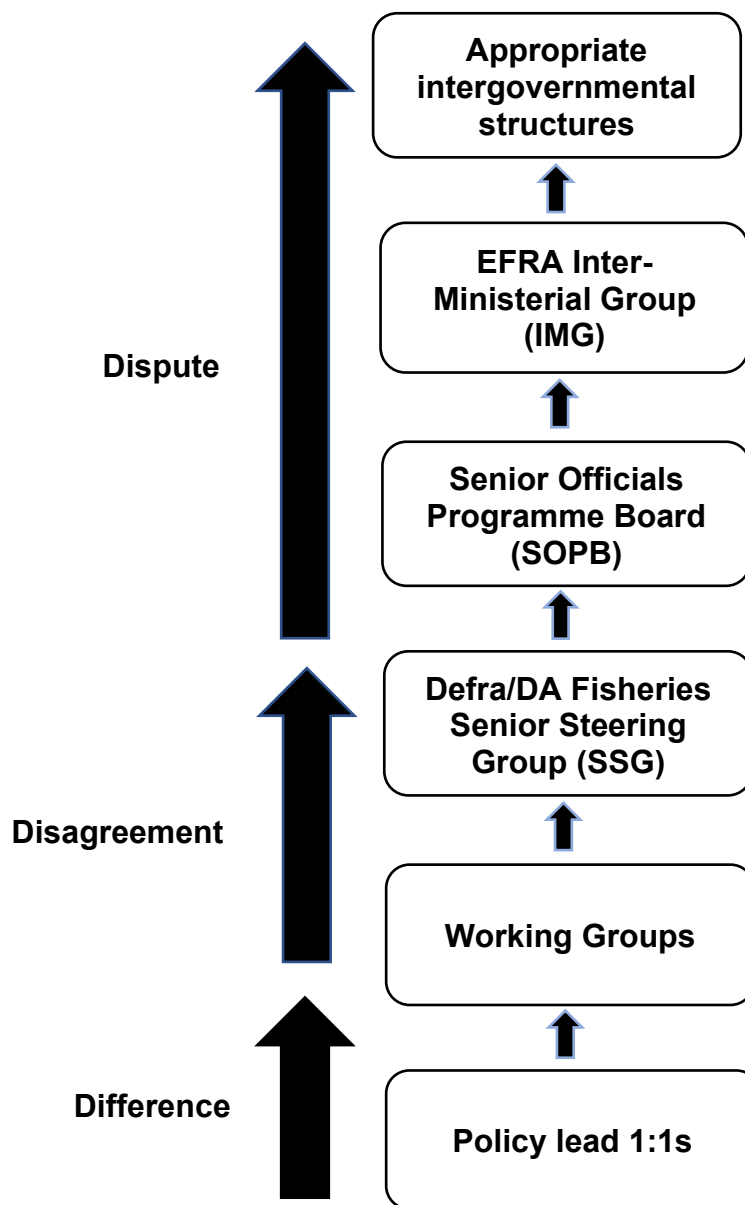 Appropriate
intergovernmental
structures
EFRA Inter-
Ministerial Group
(IMG)
Dispute
Senior Officials
Programme Board
(SOPB)
Defra/DA Fisheries
Senior Steering
Group (SSG)
Disagreement
Working Groups
Difference
Policy lead 1:1s